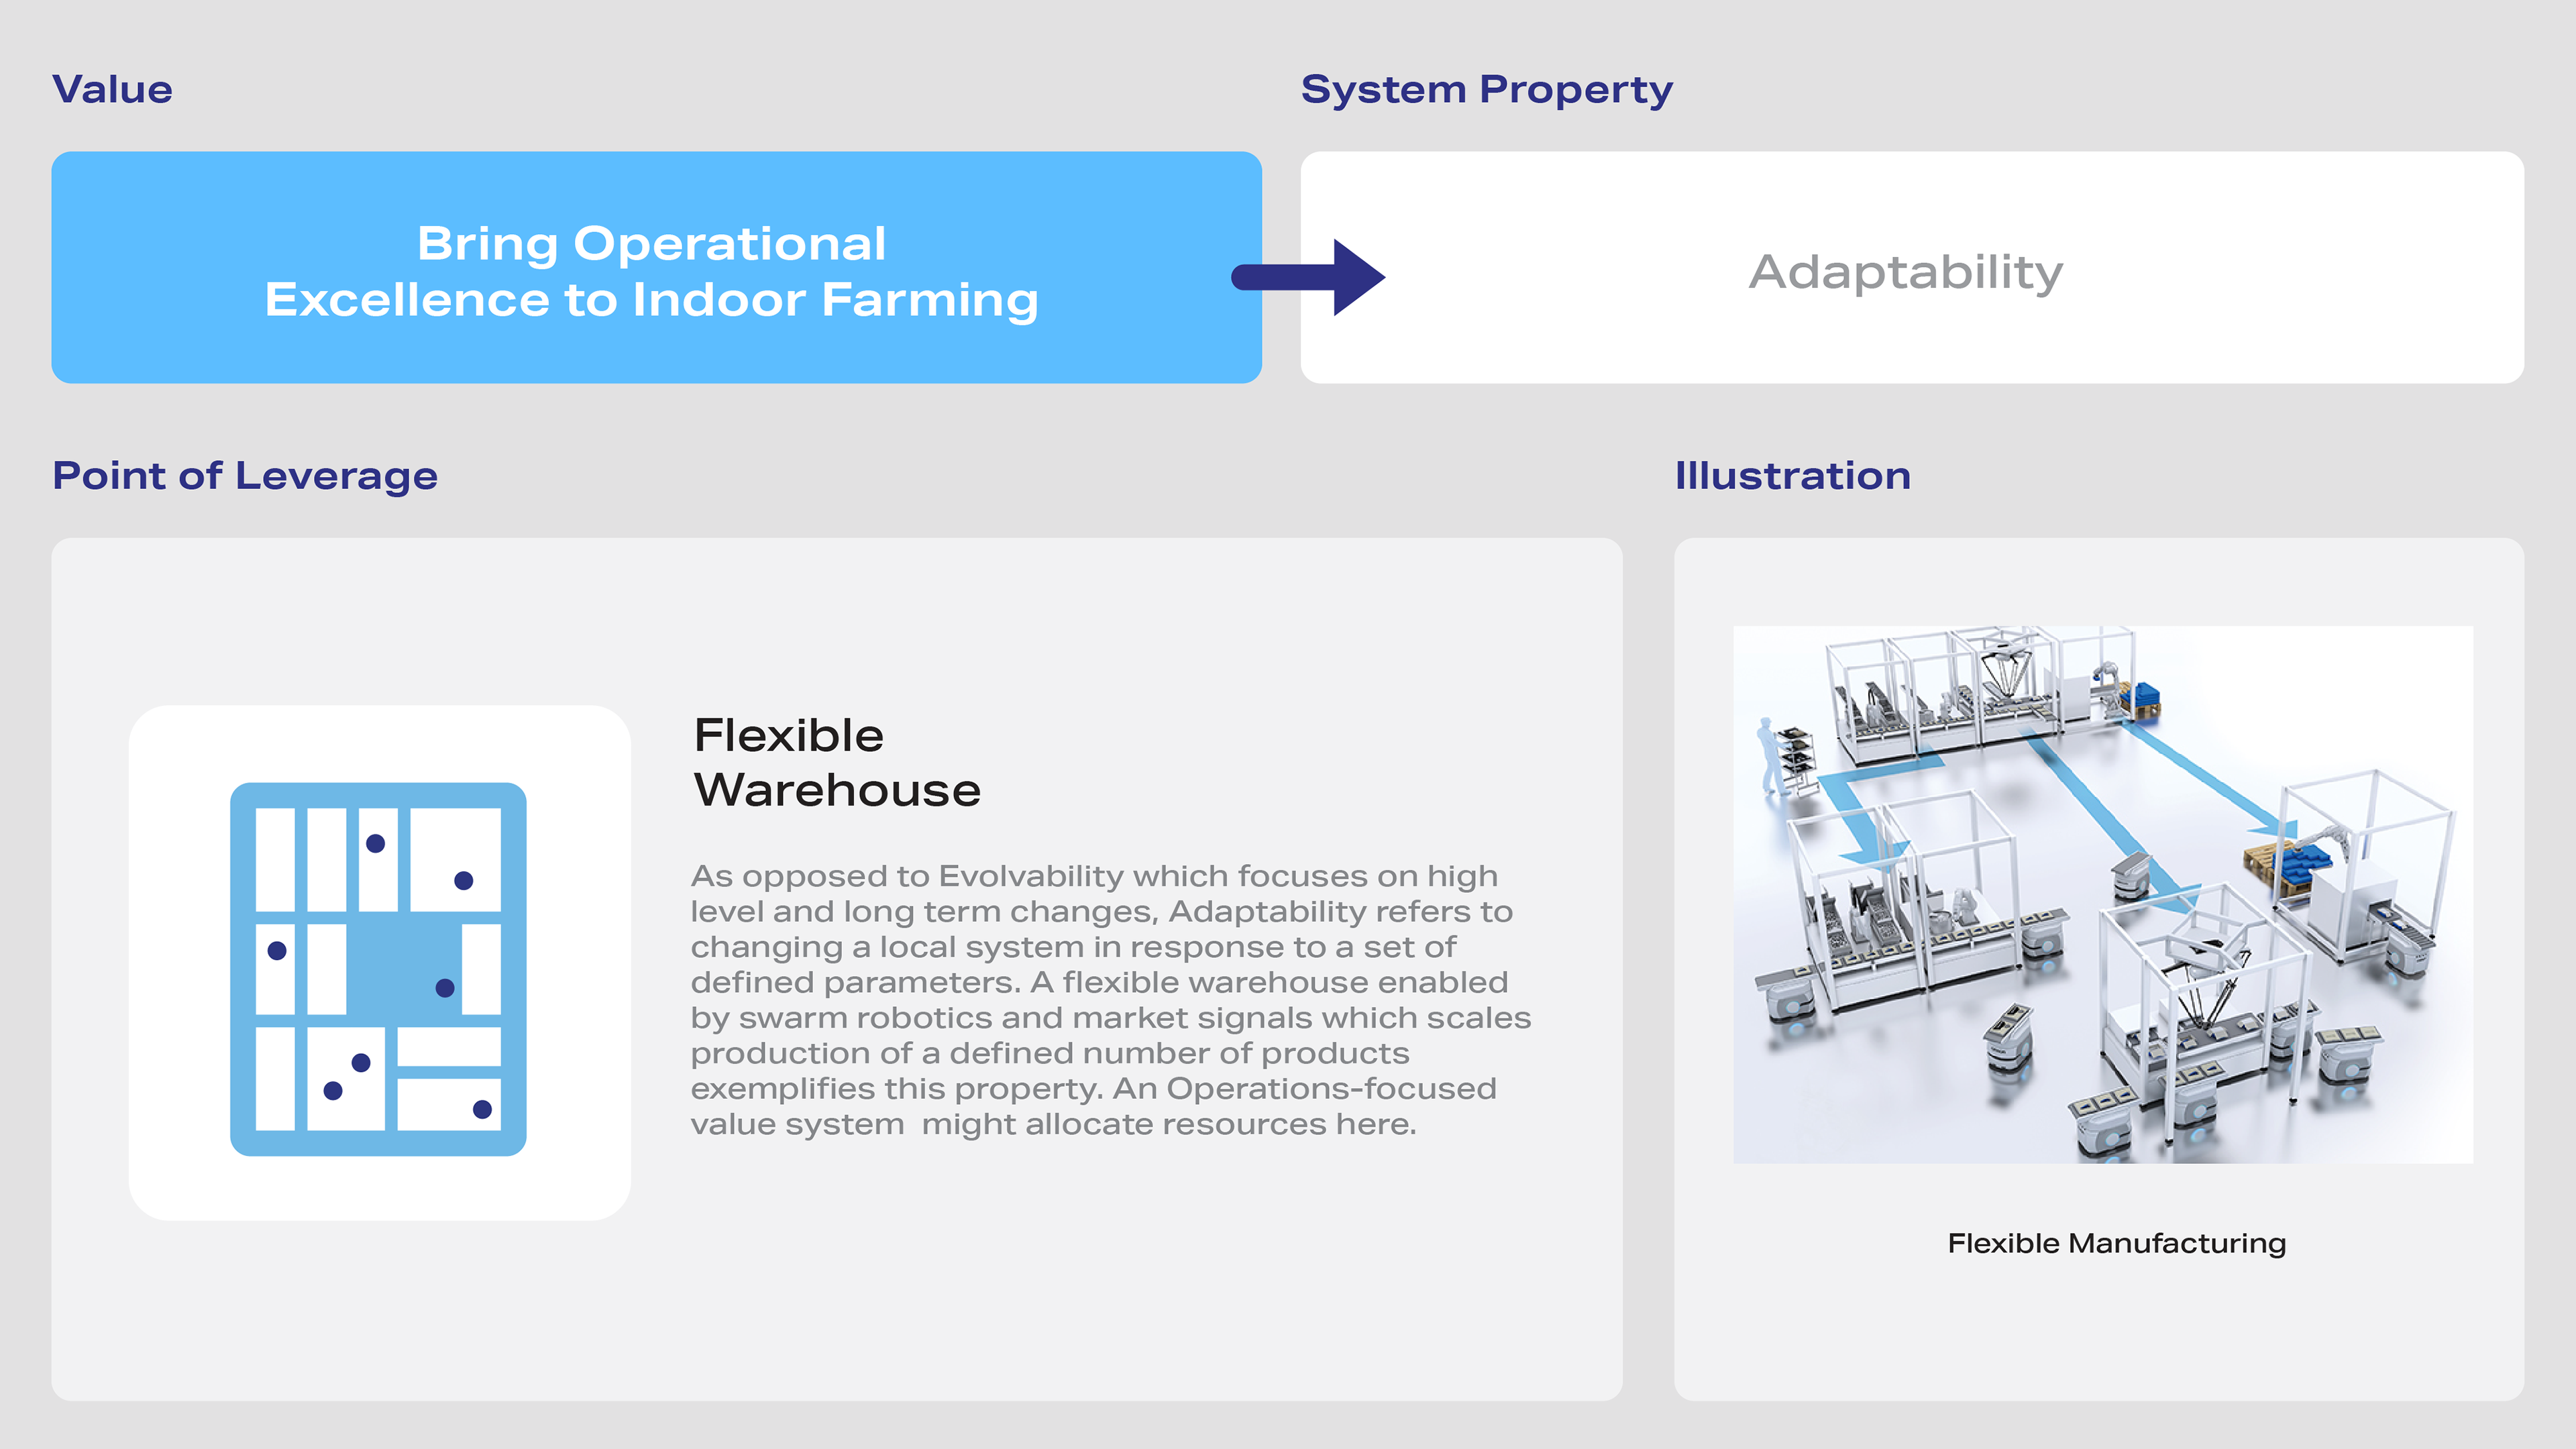 Value
System Property
Bring Operational
Excellence to Indoor Farming
Adaptability
Point of Leverage
Illustration
Flexible
Warehouse
As opposed to Evolvability which focuses on high
level and long term changes, Adaptability refers to
changing a local system in response to a set of
defined parameters. A flexible warehouse enabled
by swarm robotics and market signals which scales
production of a defined number of products
exemplifies this property. An Operations-focused
value system  might allocate resources here.
Flexible Manufacturing